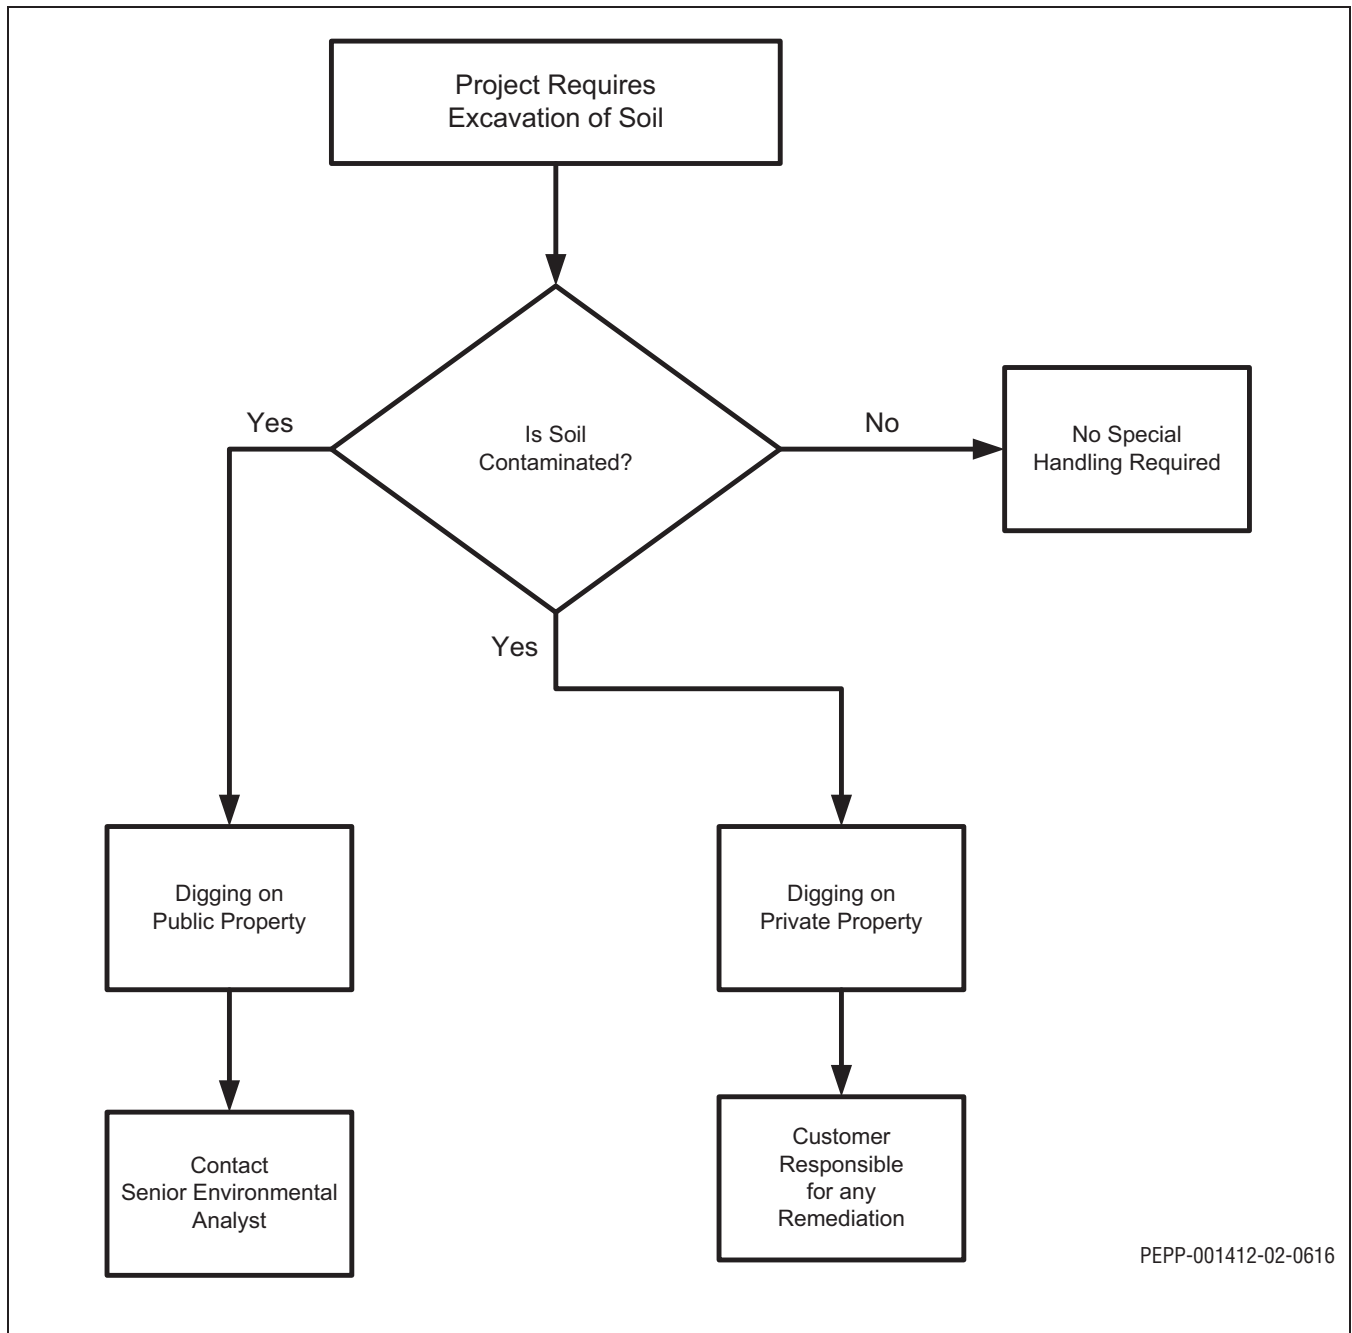 Project Requires
Excavation of Soil
Yes
Is Soil
Contaminated?
No
No Special
Handling Required
Yes
Digging on
Public Property
Digging on
Private Property
Contact
Senior Environmental
Analyst
Customer
Responsible
for any
Remediation
PEPP-001412-02-0616